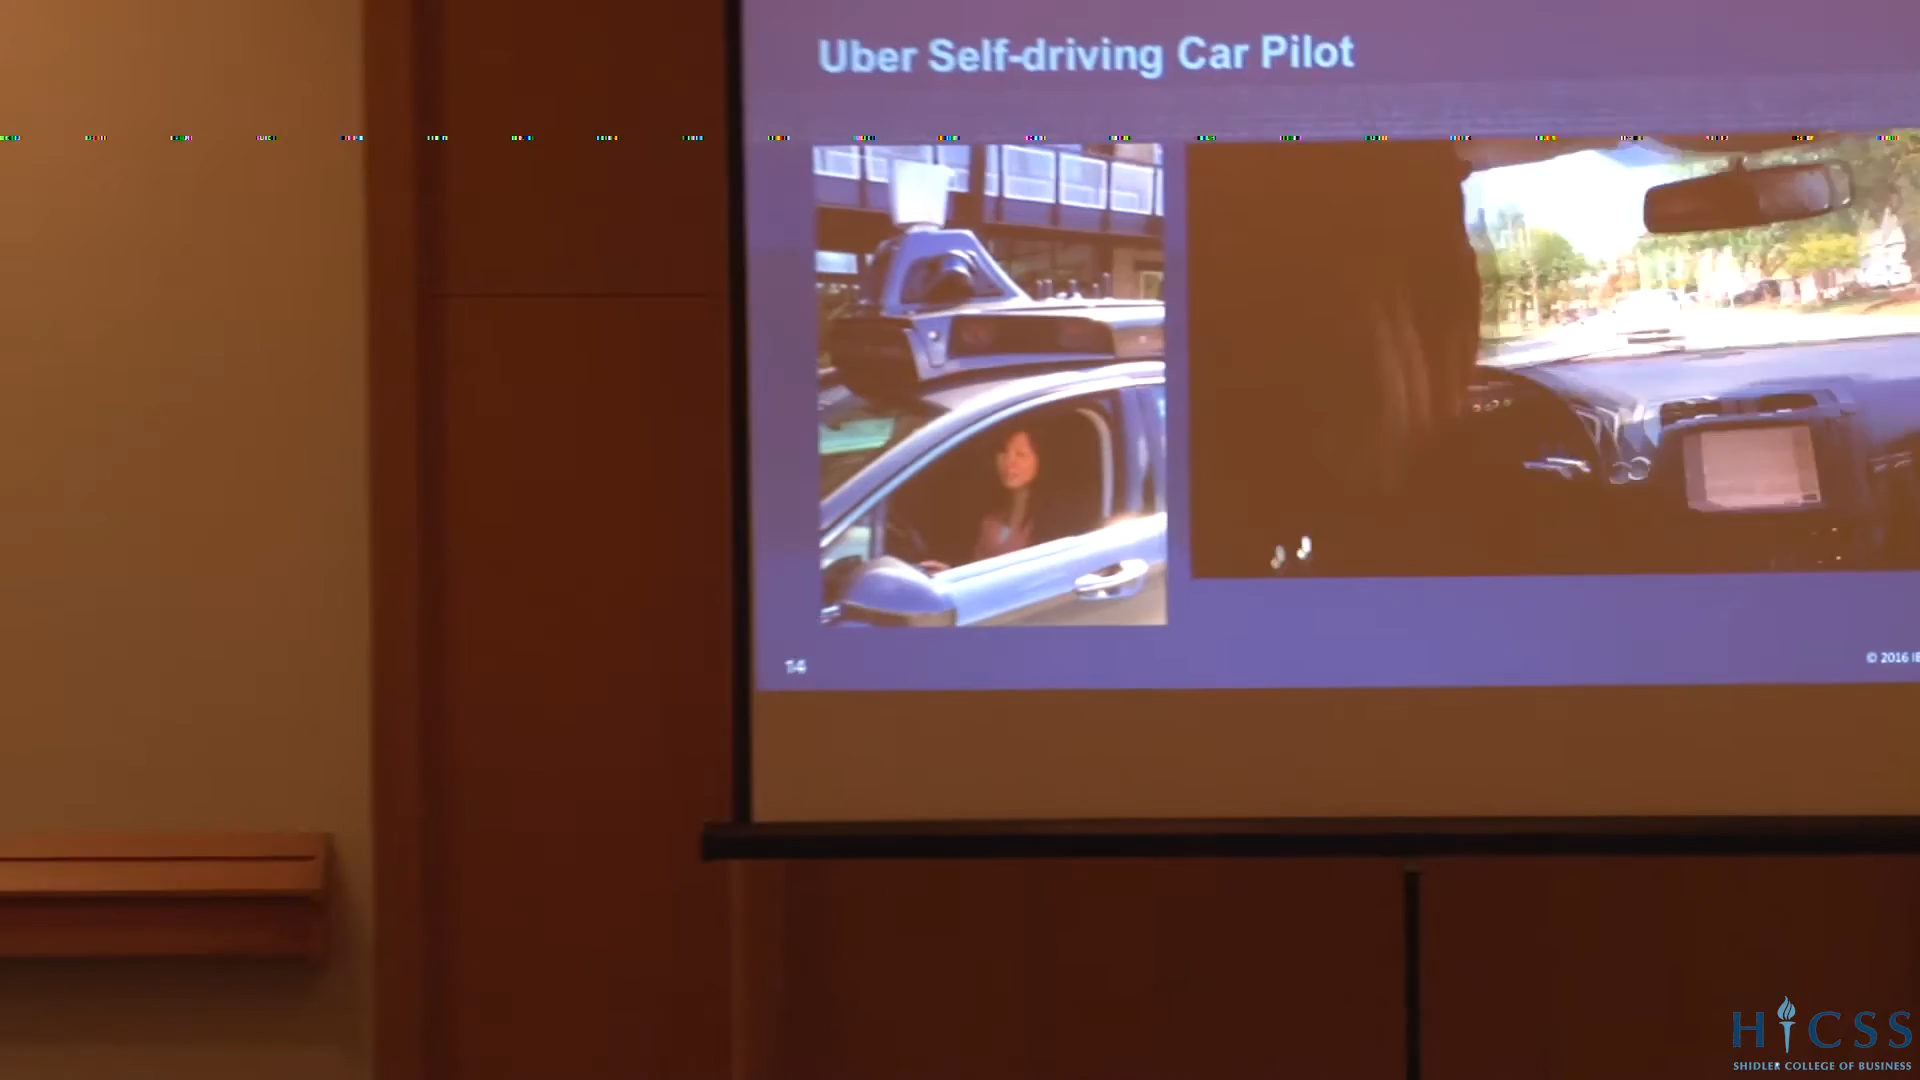 Uber Self-driving Car Pilot
14
© 2016
HICSS
SHIDLER COLLEGE OF BUSINESS